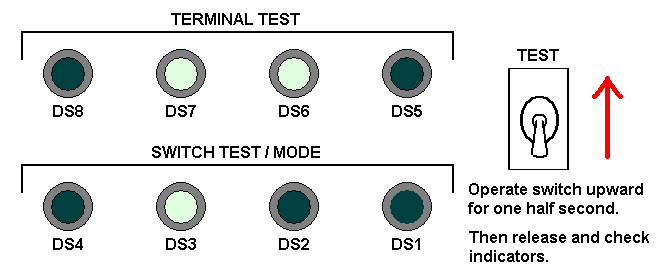 TERMINAL TEST
DS8 DS7 DS6 DS5
SWITCH TEST / MODE
DS4 DS3 DS2 DS1
TEST
Operate switch upward
for one half second.
Then release and check
indicators.